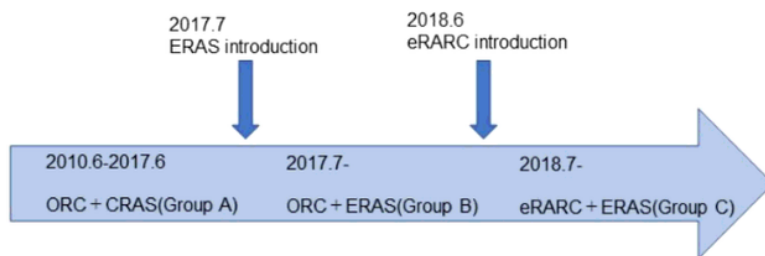 2017.7
ERAS introduction
2018.6
eRARC introduction
2010.6-2017.6
2017.7-
2018.7-
ORC+CRAS(Group A)
ORC+ERAS(Group B)
eRARC+ERAS(Group C)